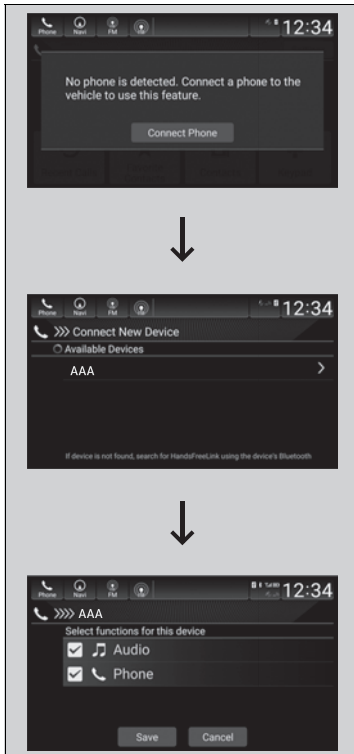 Phone Navi FM 12:34
No phone is detected. Connect a phone to the
vehicle to use this feature.
Connect Phone
Phone Navi FM 12:34
Connect New Device
Available Devices
AAA
If device is not found, search for HandsFreeLink using the device's Bluetooth
Phone Navi FM 12:34
AAA
Select functions for this device
Audio
Phone
Save Cancel